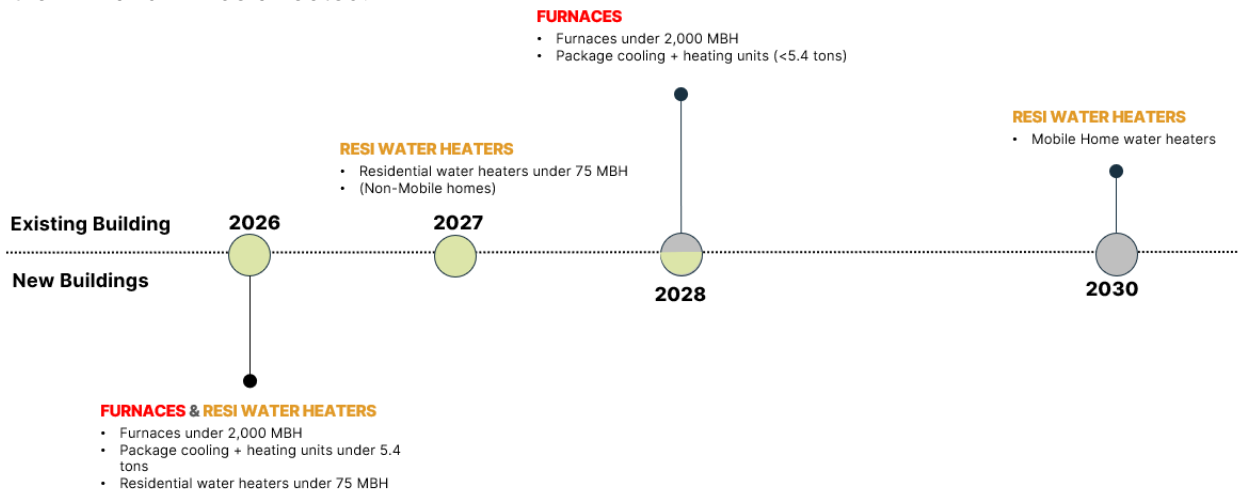 FURNACES
• Furnaces under 2,000 MBH
• Package cooling + heating units (<5.4 tons)
RESI WATER HEATERS
• Mobile Home water heaters
RESI WATER HEATERS
• Residential water heaters under 75 MBH
• (Non-Mobile homes)
Existing Building
2026
2027
New Buildings
2028
2030
FURNACES & RESI WATER HEATERS
• Furnaces under 2,000 MBH
• Package cooling + heating units under 5.4
tons
• Residential water heaters under 75 MBH